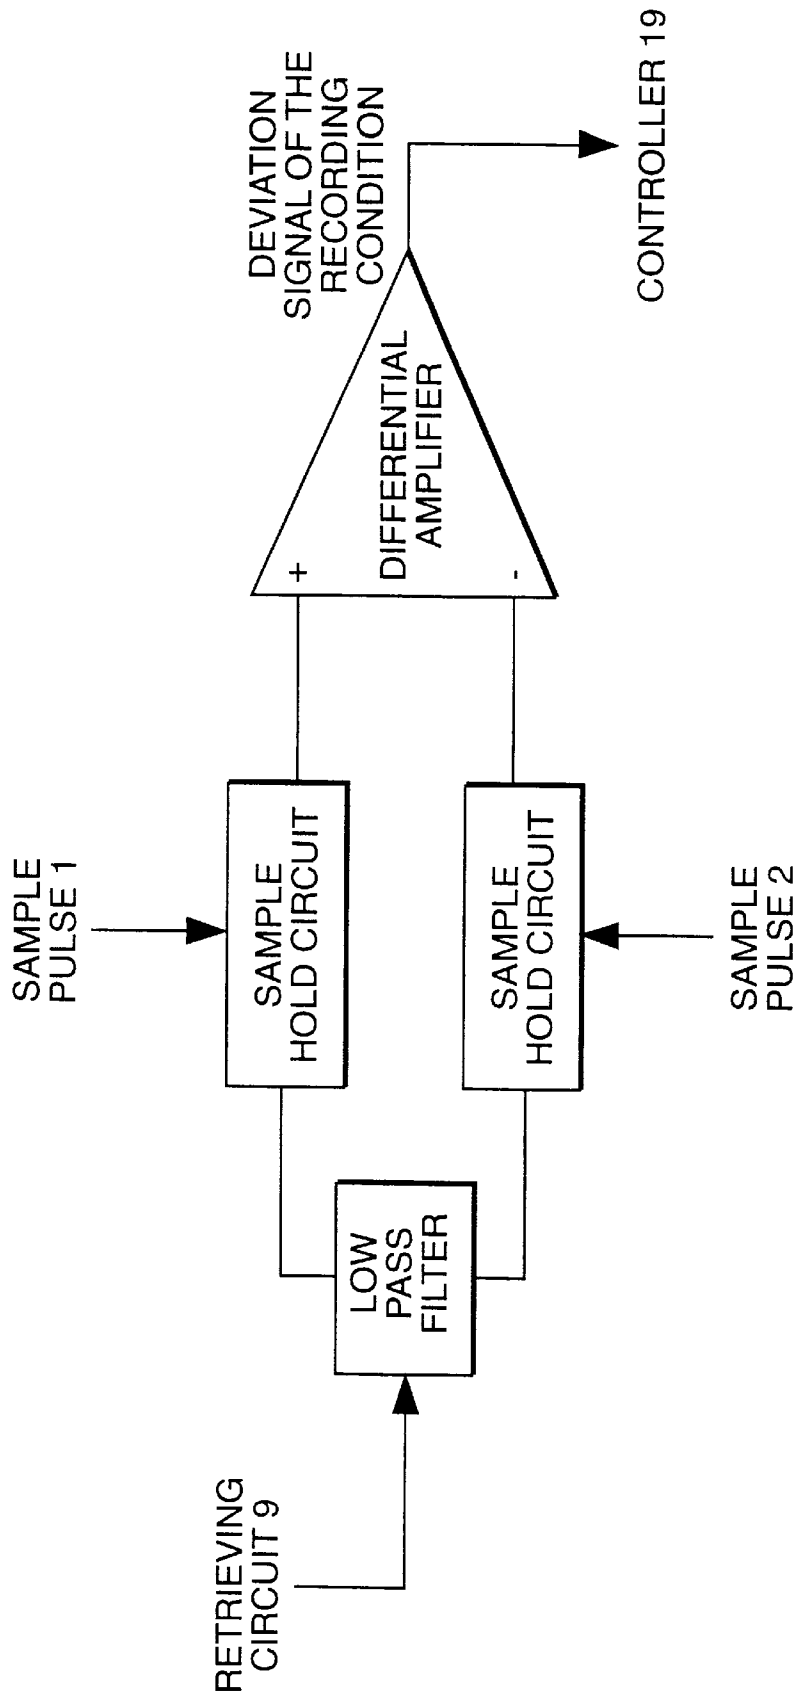 RETRIEVING
CIRCUIT 9
LOW
PASS
FILTER
SAMPLE
PULSE 1
SAMPLE
HOLD CIRCUIT
SAMPLE
HOLD CIRCUIT
SAMPLE
PULSE 2
+
-
DIFFERENTIAL
AMPLIFIER
DEVIATION
SIGNAL OF THE
RECORDING
CONDITION
CONTROLLER 19